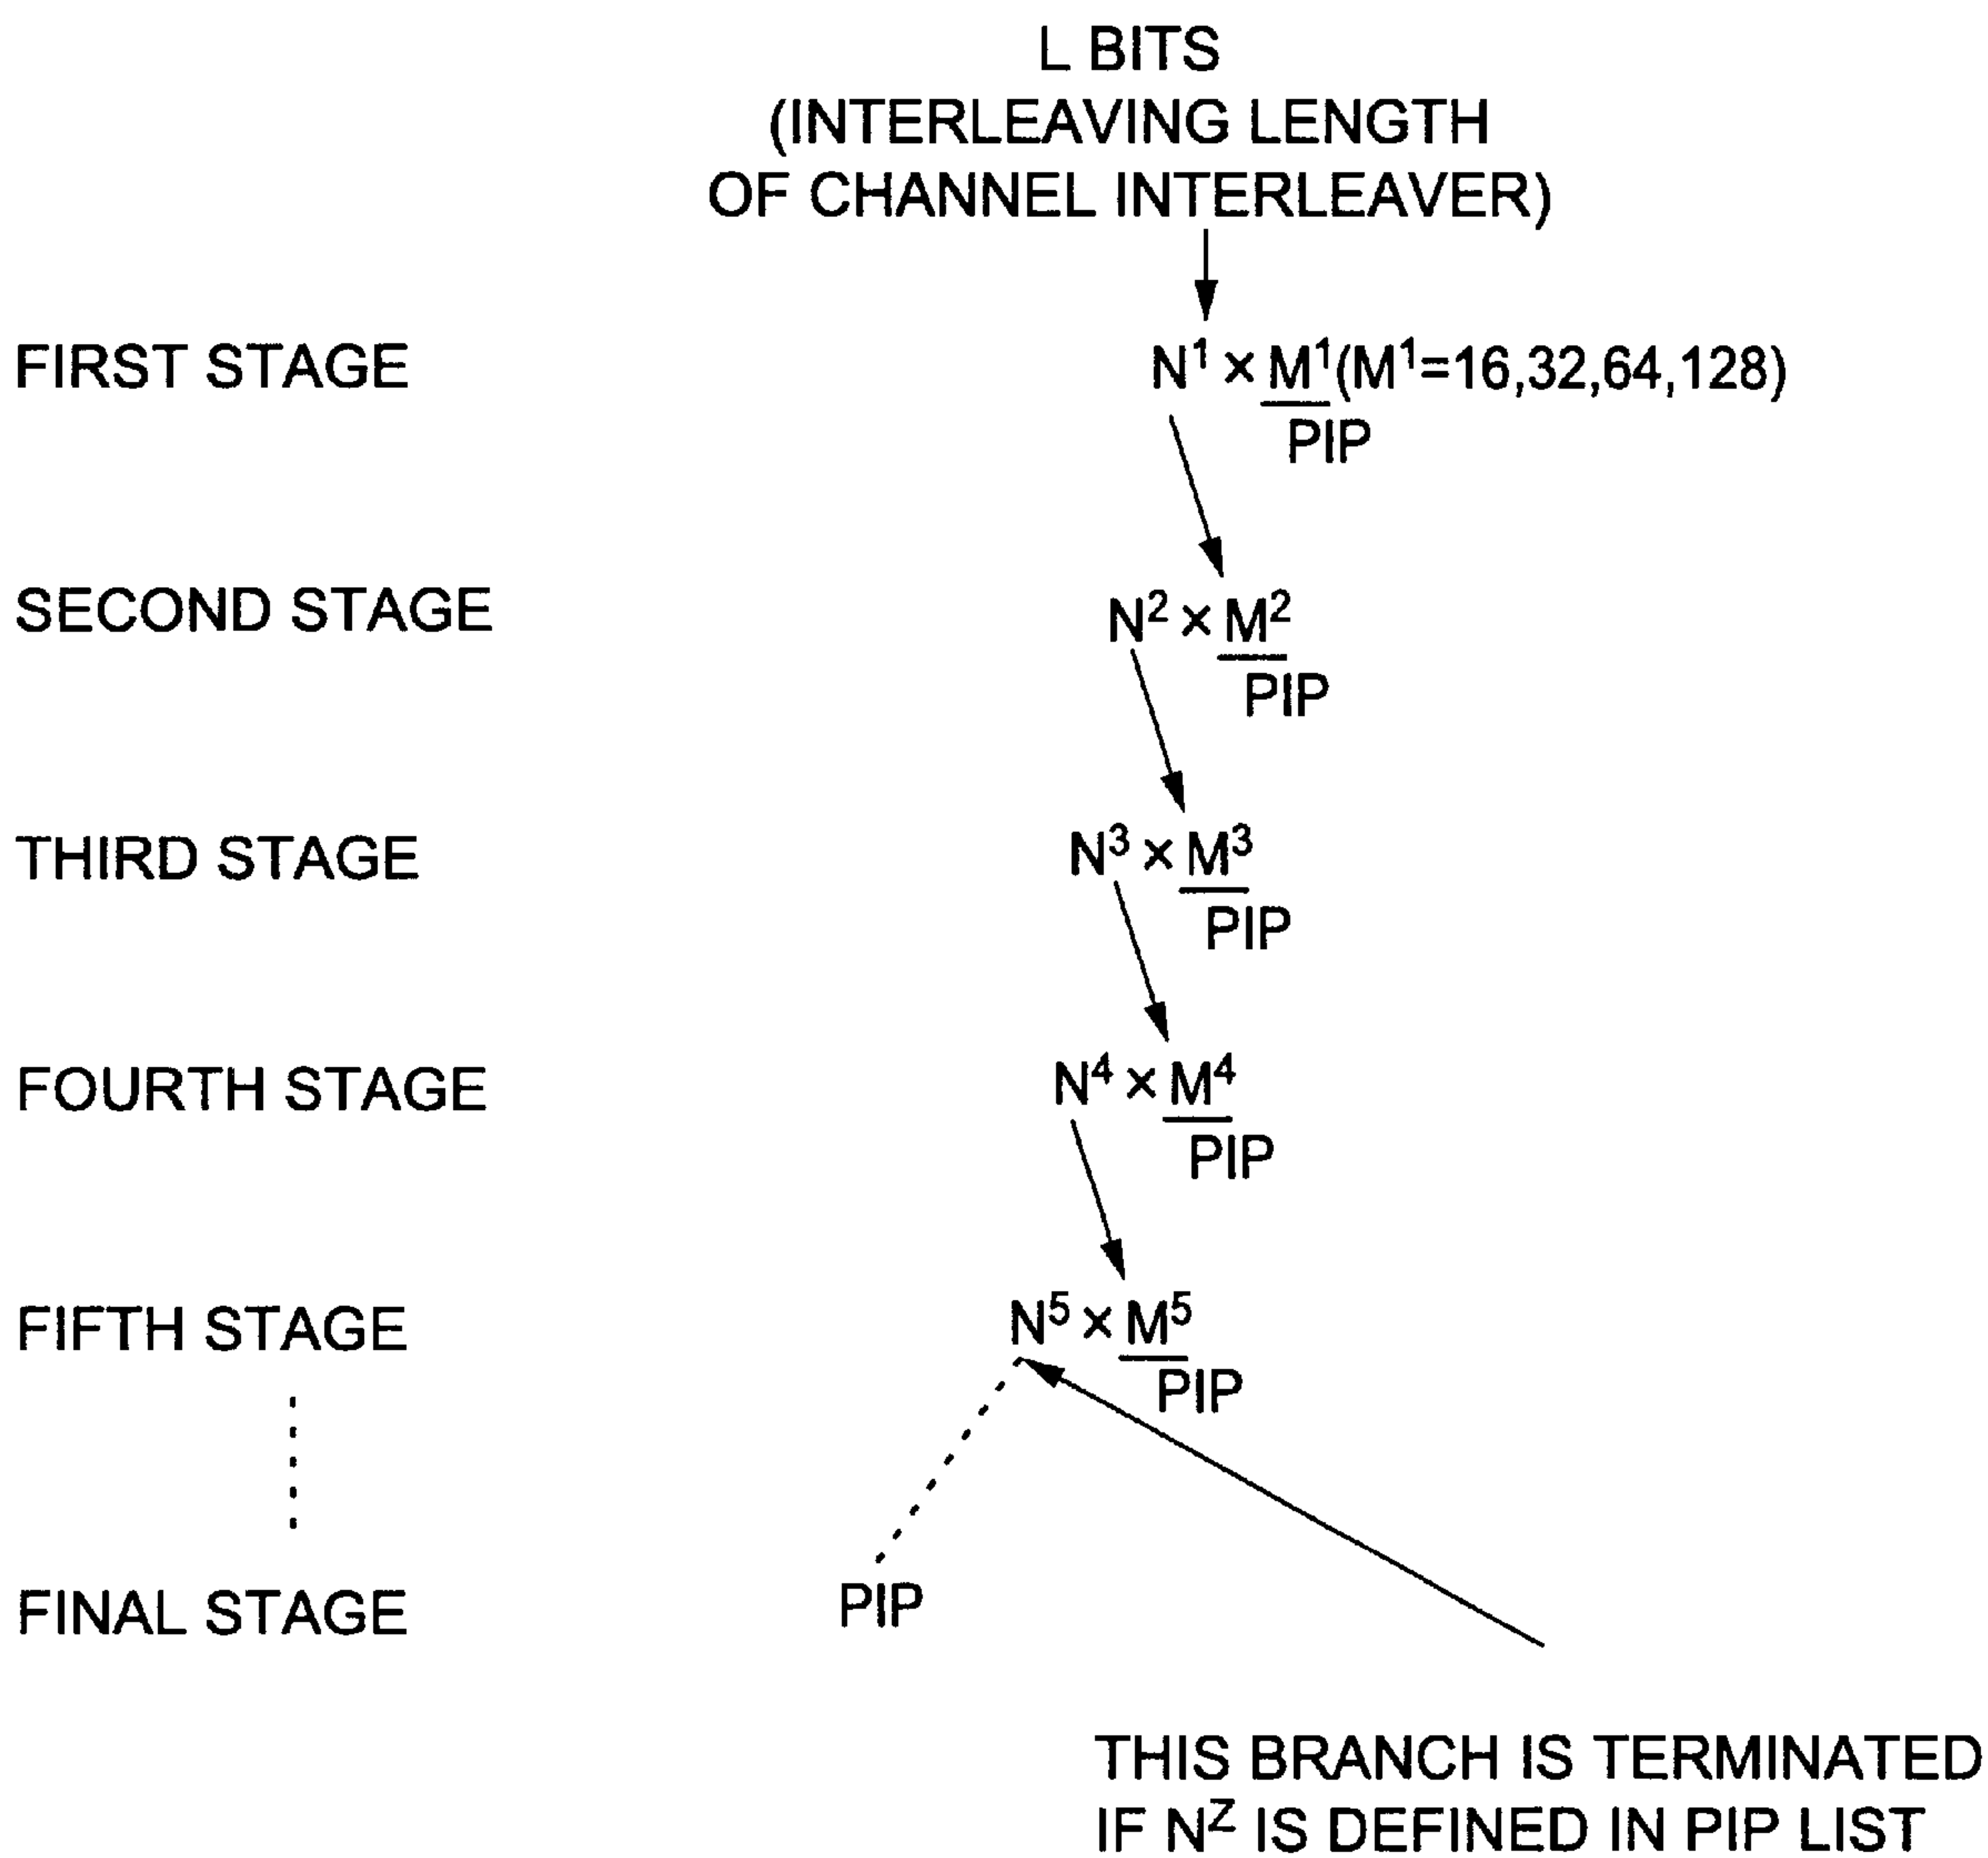 L BITS
(INTERLEAVING LENGTH
OF CHANNEL INTERLEAVER)
FIRST STAGE
N¹ × M¹(M¹=16,32,64,128)
PIP
SECOND STAGE
N² × M²
PIP
THIRD STAGE
N³ × M³
PIP
FOURTH STAGE
N⁴ × M⁴
PIP
FIFTH STAGE
N⁵ × M⁵
PIP
FINAL STAGE
PIP
THIS BRANCH IS TERMINATED
IF Nᶻ IS DEFINED IN PIP LIST